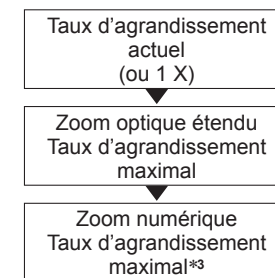 Taux d’agrandissement
actuel
(ou 1 X)
Zoom optique étendu
Taux d’agrandissement
maximal
Zoom numérique
Taux d’agrandissement
maximal*3